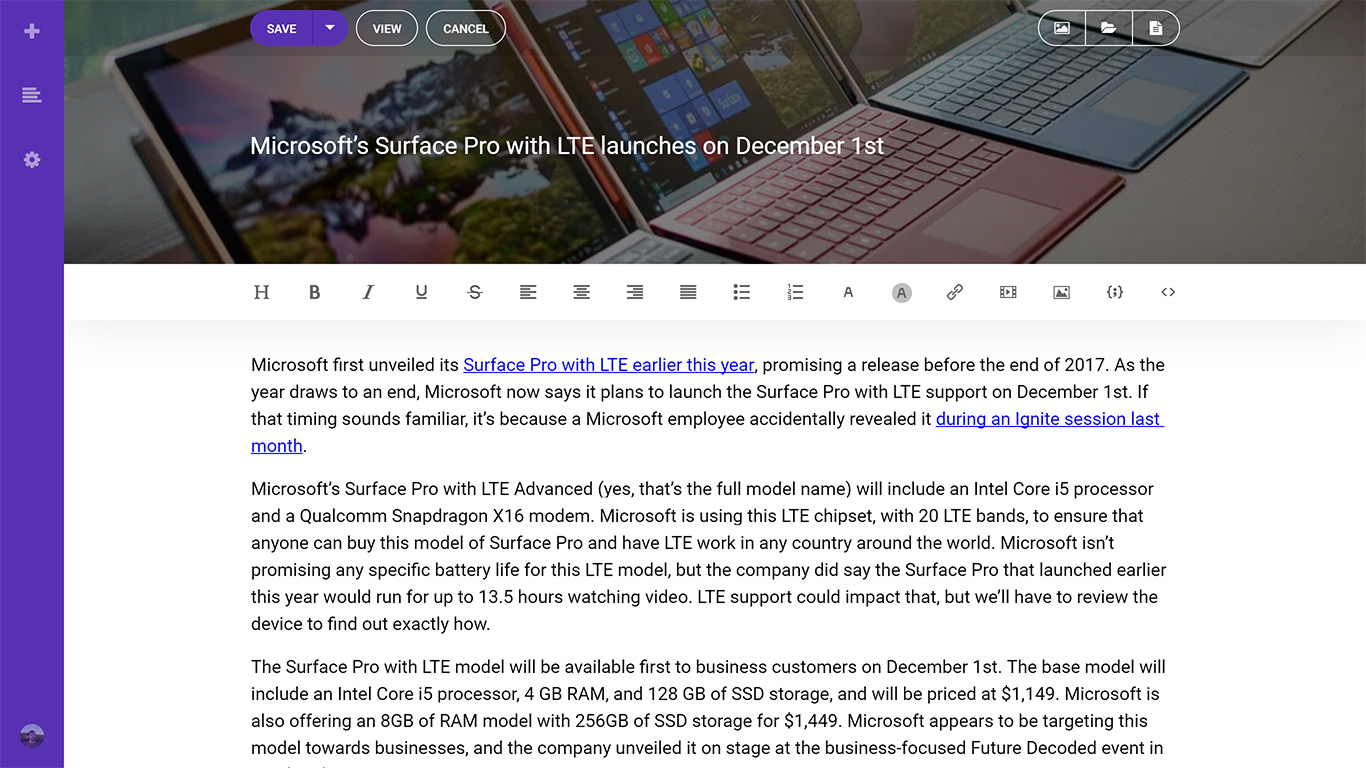 SAVE
VIEW
CANCEL
Surface
Microsoft’s Surface Pro with LTE launches on December 1st
H B I U S A A
Microsoft first unveiled its Surface Pro with LTE earlier this year, promising a release before the end of 2017. As the
year draws to an end, Microsoft now says it plans to launch the Surface Pro with LTE support on December 1st. If
that timing sounds familiar, it’s because a Microsoft employee accidentally revealed it during an Ignite session last
month.
Microsoft’s Surface Pro with LTE Advanced (yes, that’s the full model name) will include an Intel Core i5 processor
and a Qualcomm Snapdragon X16 modem. Microsoft is using this LTE chipset, with 20 LTE bands, to ensure that
anyone can buy this model of Surface Pro and have LTE work in any country around the world. Microsoft isn’t
promising any specific battery life for this LTE model, but the company did say the Surface Pro that launched earlier
this year would run for up to 13.5 hours watching video. LTE support could impact that, but we’ll have to review the
device to find out exactly how.
The Surface Pro with LTE model will be available first to business customers on December 1st. The base model will
include an Intel Core i5 processor, 4 GB RAM, and 128 GB of SSD storage, and will be priced at $1,149. Microsoft is
also offering an 8GB of RAM model with 256GB of SSD storage for $1,449. Microsoft appears to be targeting this
model towards businesses, and the company unveiled it on stage at the business-focused Future Decoded event in